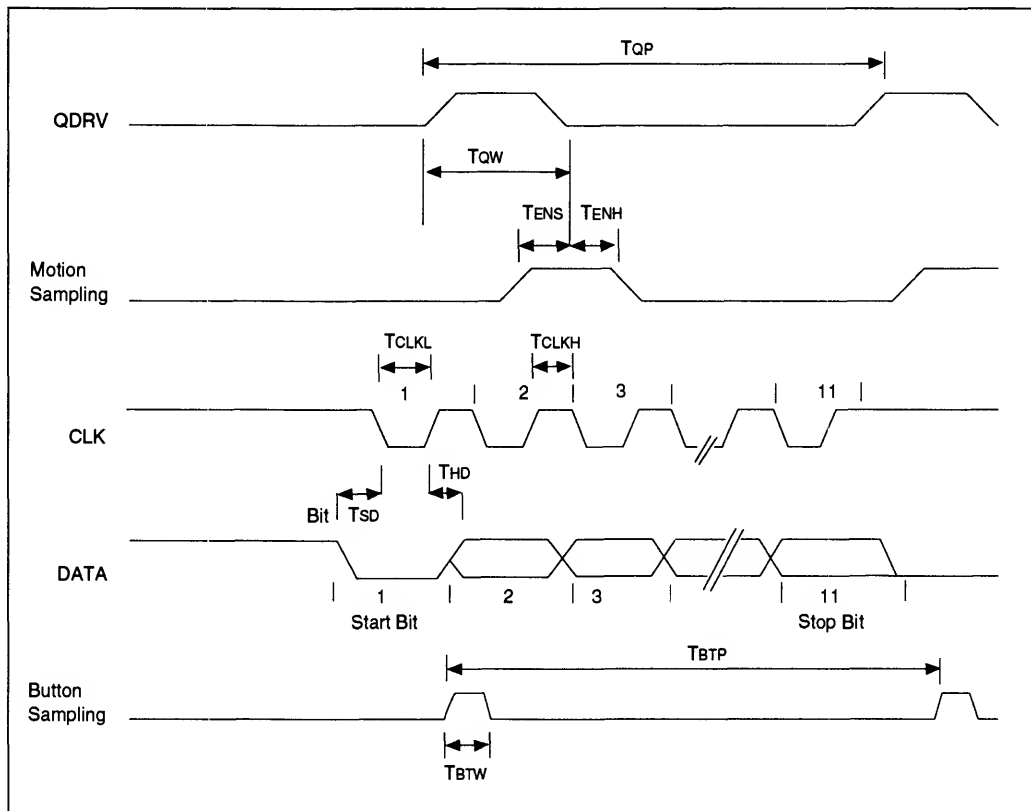 TQP
QDRV
TQW
TENS TENH
Motion
Sampling
TCLKL TCLKH
1 2 3 11
CLK
THD
Bit TSD
DATA
1 2 3 11
Start Bit Stop Bit
TBTP
Button
Sampling
TBTW